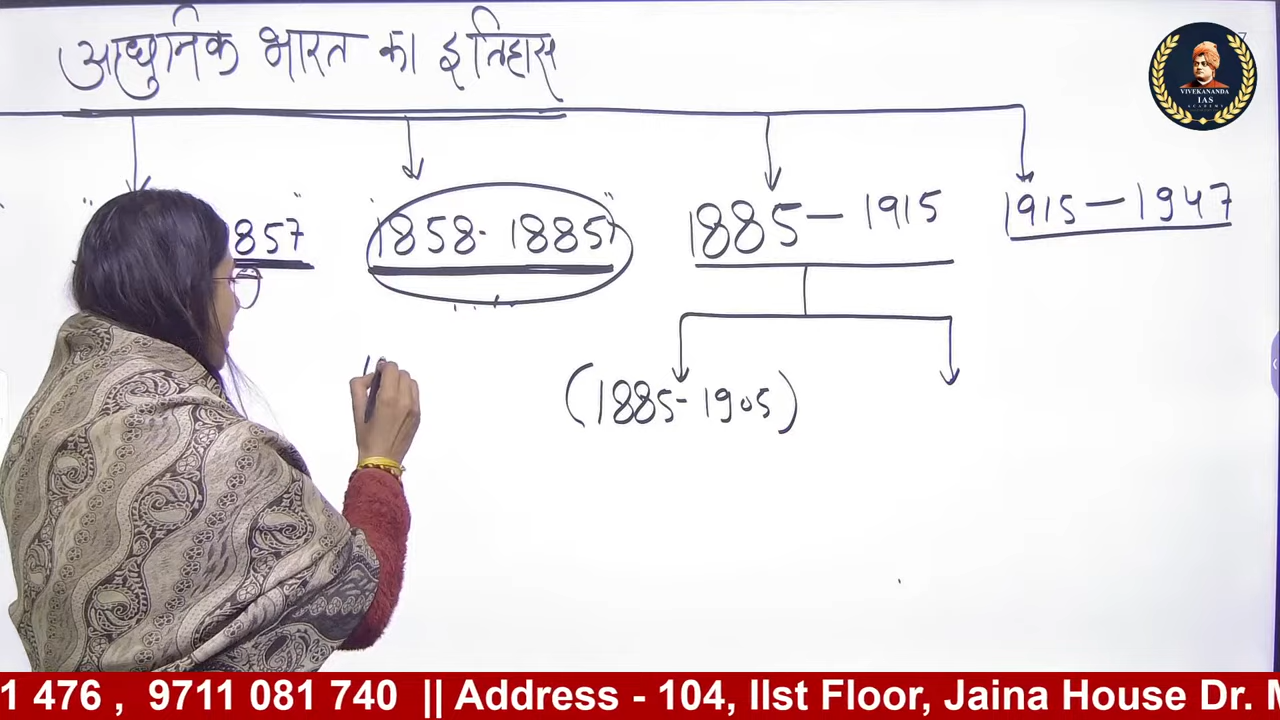 आधुनिक भारत का इतिहास
VIVEKANANDA
IAS
ACADEMY
857" "1858-1885" 1885-1915 1915-1947
(1885-1905)
1 476 , 9711 081 740 || Address - 104, IIst Floor, Jaina House Dr. M